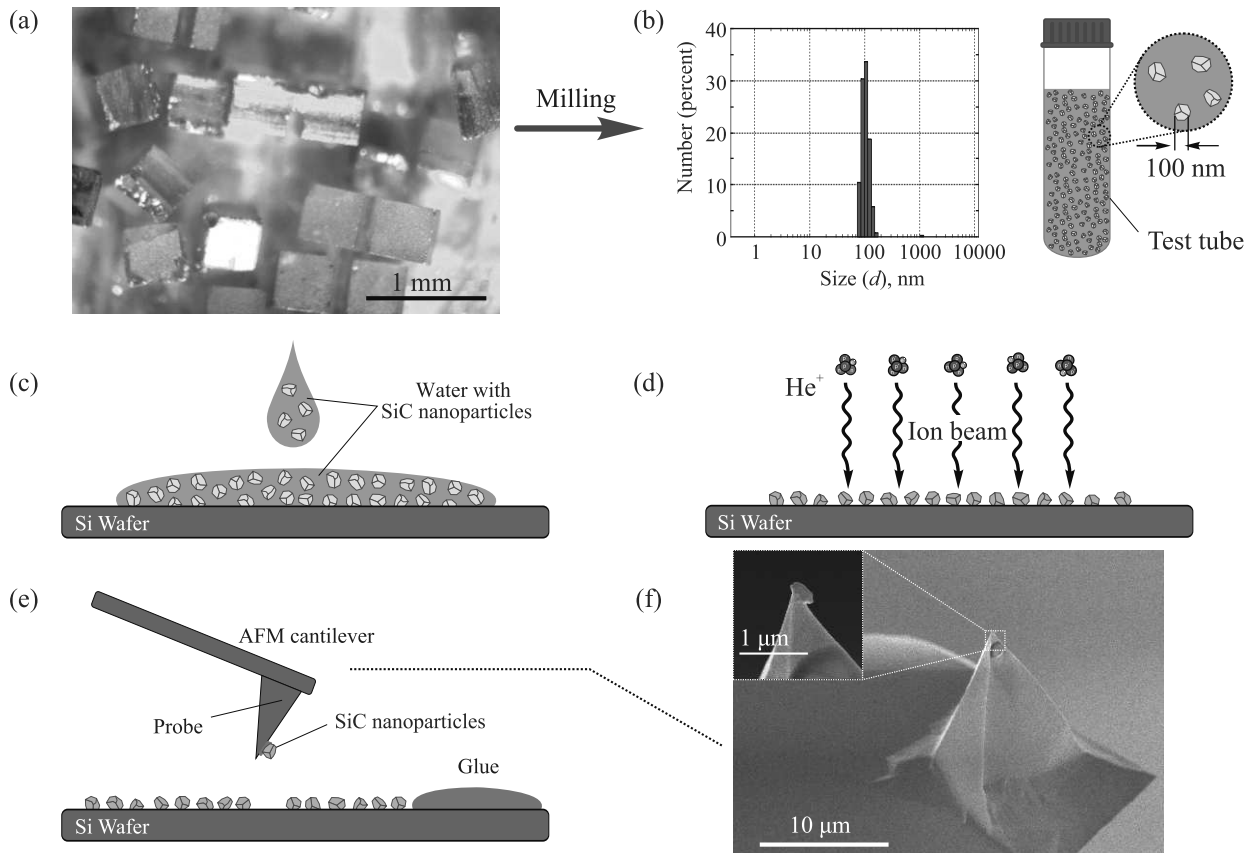 (a)
1 mm
Milling
(b)
Number (percent)
40
30
20
10
0
1 10 100 1000 10000
Size (d), nm
100 nm
Test tube
(c)
Water with
SiC nanoparticles
Si Wafer
(d)
He+
Ion beam
Si Wafer
(e)
AFM cantilever
Probe
SiC nanoparticles
Glue
Si Wafer
(f)
1 μm
10 μm